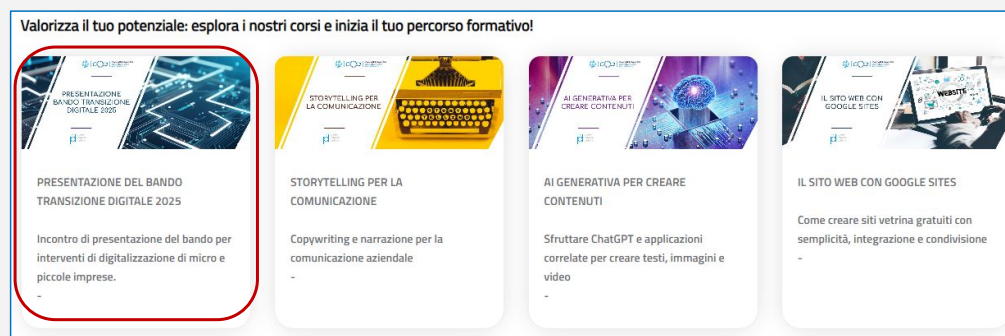 Valorizza il tuo potenziale: esplora i nostri corsi e inizia il tuo percorso formativo!
PRESENTAZIONE
BANDO TRANSIZIONE
DIGITALE 2025
STORYTELLING PER
LA COMUNICAZIONE
STORYTELLING
AI GENERATIVA PER
CREARE CONTENUTI
IL SITO WEB CON
GOOGLE SITES
WEBSITE
PRESENTAZIONE DEL BANDO
TRANSIZIONE DIGITALE 2025
Incontro di presentazione del bando per
interventi di digitalizzazione di micro e
piccole imprese.
-
STORYTELLING PER LA
COMUNICAZIONE
Copywriting e narrazione per la
comunicazione aziendale
-
AI GENERATIVA PER CREARE
CONTENUTI
Sfruttare ChatGPT e applicazioni
correlate per creare testi, immagini e
video
-
IL SITO WEB CON GOOGLE SITES
Come creare siti vetrina gratuiti con
semplicità, integrazione e condivisione
-